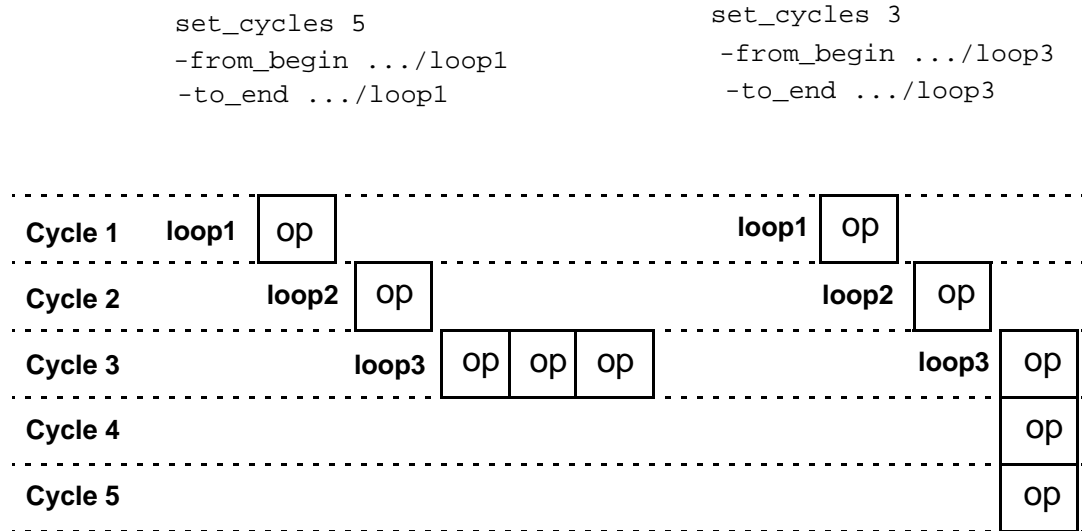 set_cycles 5
-from_begin .../loop1
-to_end .../loop1
set_cycles 3
-from_begin .../loop3
-to_end .../loop3
Cycle 1 loop1 op loop1 op
Cycle 2 loop2 op loop2 op
Cycle 3 loop3 op op op loop3 op
Cycle 4 op
Cycle 5 op